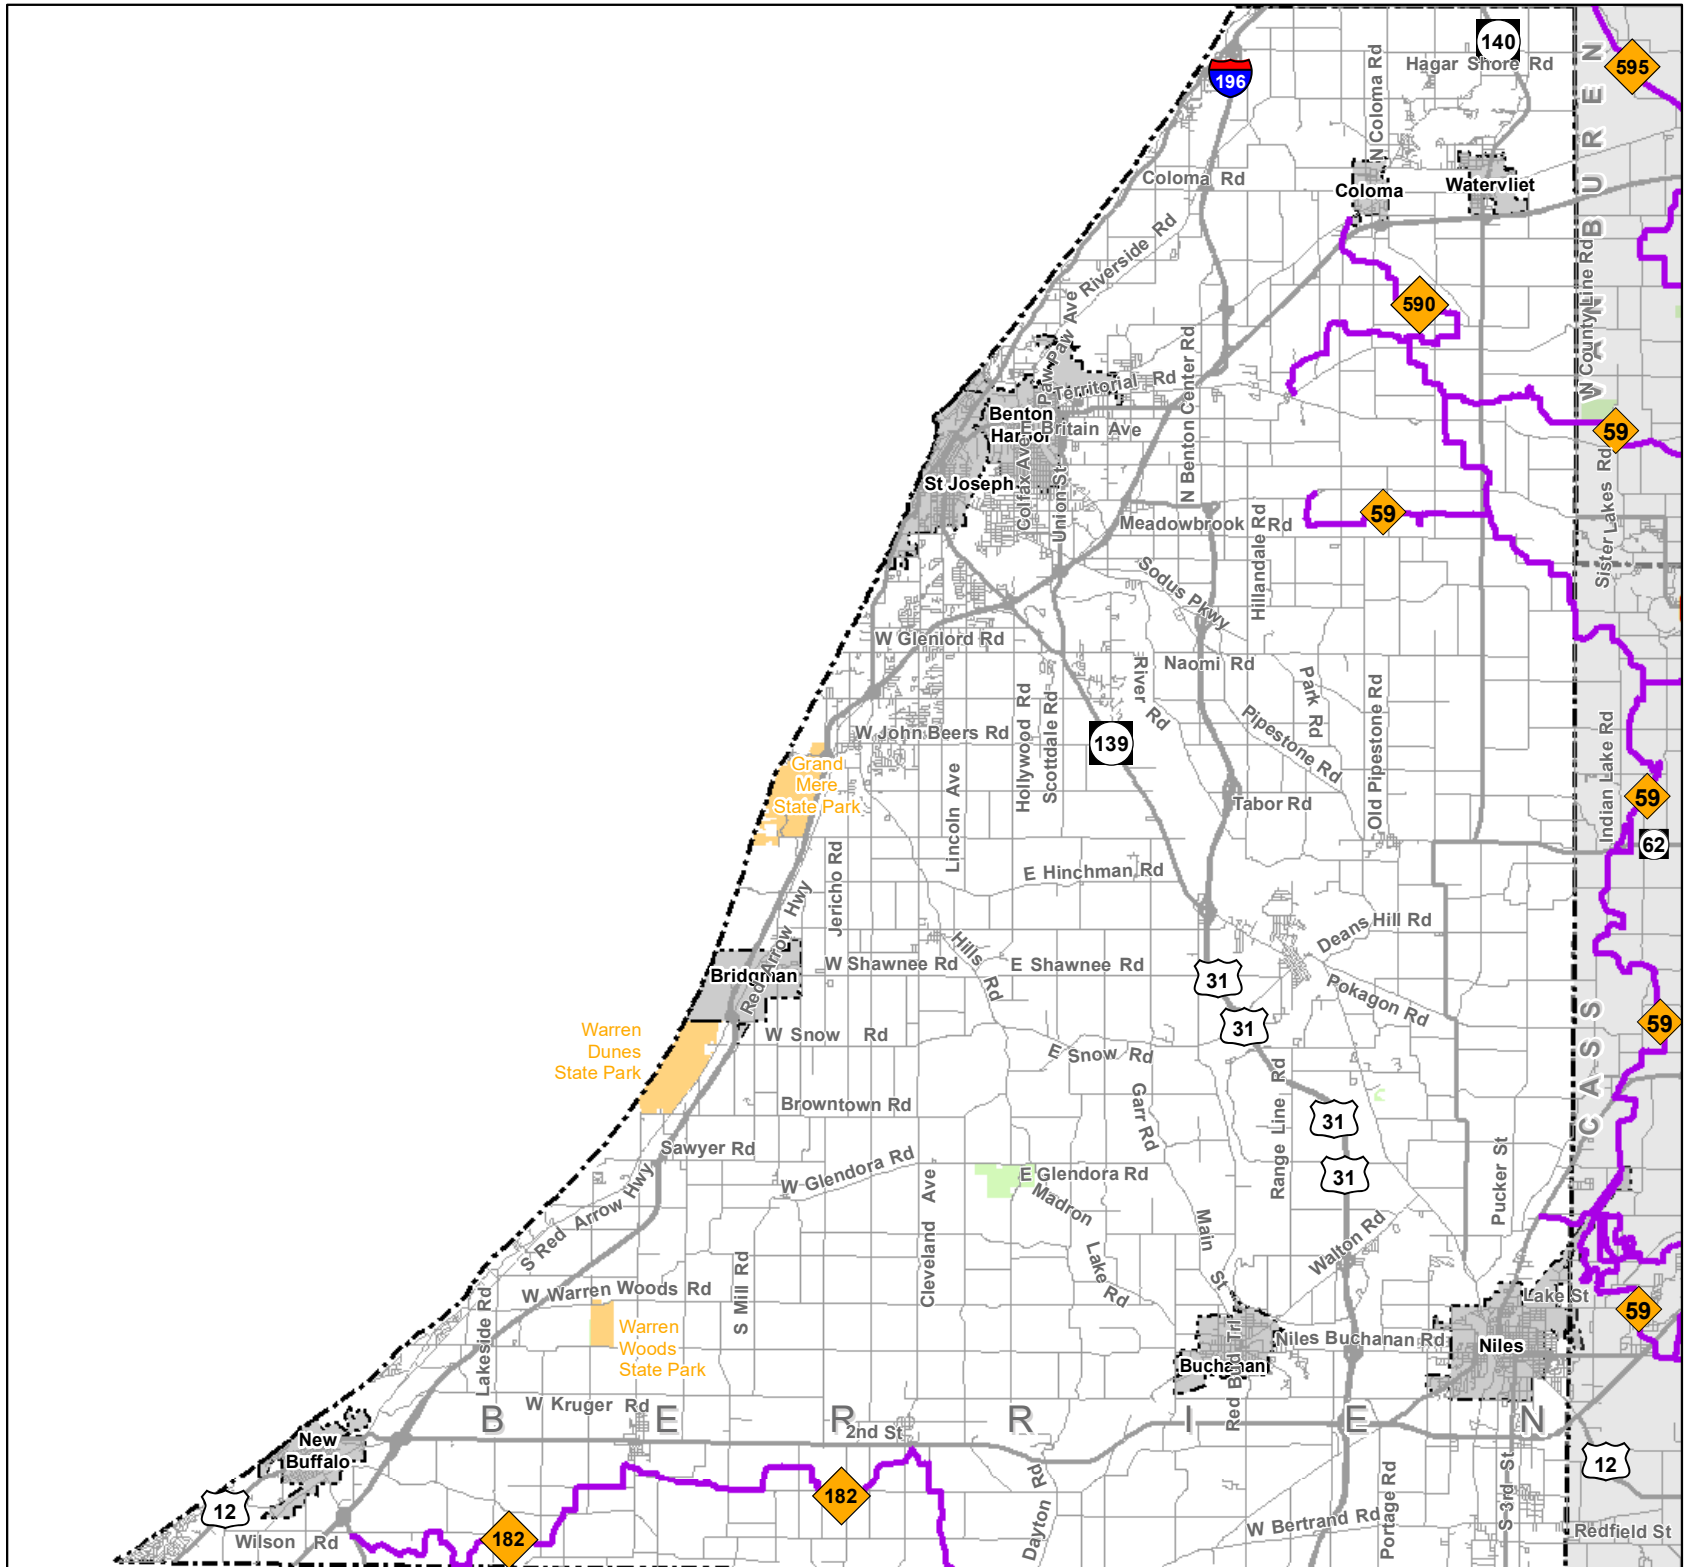 140
Hagar Shore Rd
595
196
N Coloma Rd
VAN BUREN
Coloma Rd
Coloma
Watervliet
Riverside Rd
W County Line Rd
590
Paw Paw Ave
Territorial Rd
N Benton Center Rd
Benton
Harbor
E Britain Ave
59
St Joseph
Colfax Ave
Union St
Sister Lakes Rd
Meadowbrook Rd
59
Hillandale Rd
Sodus Pkwy
W Glenlord Rd
Naomi Rd
River Rd
Park Rd
Old Pipestone Rd
Hollywood Rd
Scottdale Rd
Pipestone Rd
Indian Lake Rd
W John Beers Rd
139
Grand
Mere
State Park
Lincoln Ave
Tabor Rd
59
62
Jericho Rd
E Hinchman Rd
Red Arrow Hwy
Deans Hill Rd
Hills Rd
W Shawnee Rd
E Shawnee Rd
Bridgman
31
Pokagon Rd
31
59
CASS
Warren
Dunes
State Park
W Snow Rd
E Snow Rd
Browntown Rd
Garr Rd
Range Line Rd
31
Sawyer Rd
W Glendora Rd
E Glendora Rd
31
Pucker St
Madron Lake Rd
S Red Arrow Hwy
Cleveland Ave
Main St
Walton Rd
W Warren Woods Rd
S Mill Rd
Lakeside Rd
Lake St
59
Warren
Woods
State Park
Niles Buchanan Rd
Niles
Buchanan
Red Bud Trl
W Kruger Rd
BERRIEN
2nd St
New
Buffalo
12
182
Dayton Rd
Portage Rd
S 3rd St
12
W Bertrand Rd
Redfield St
Wilson Rd
182